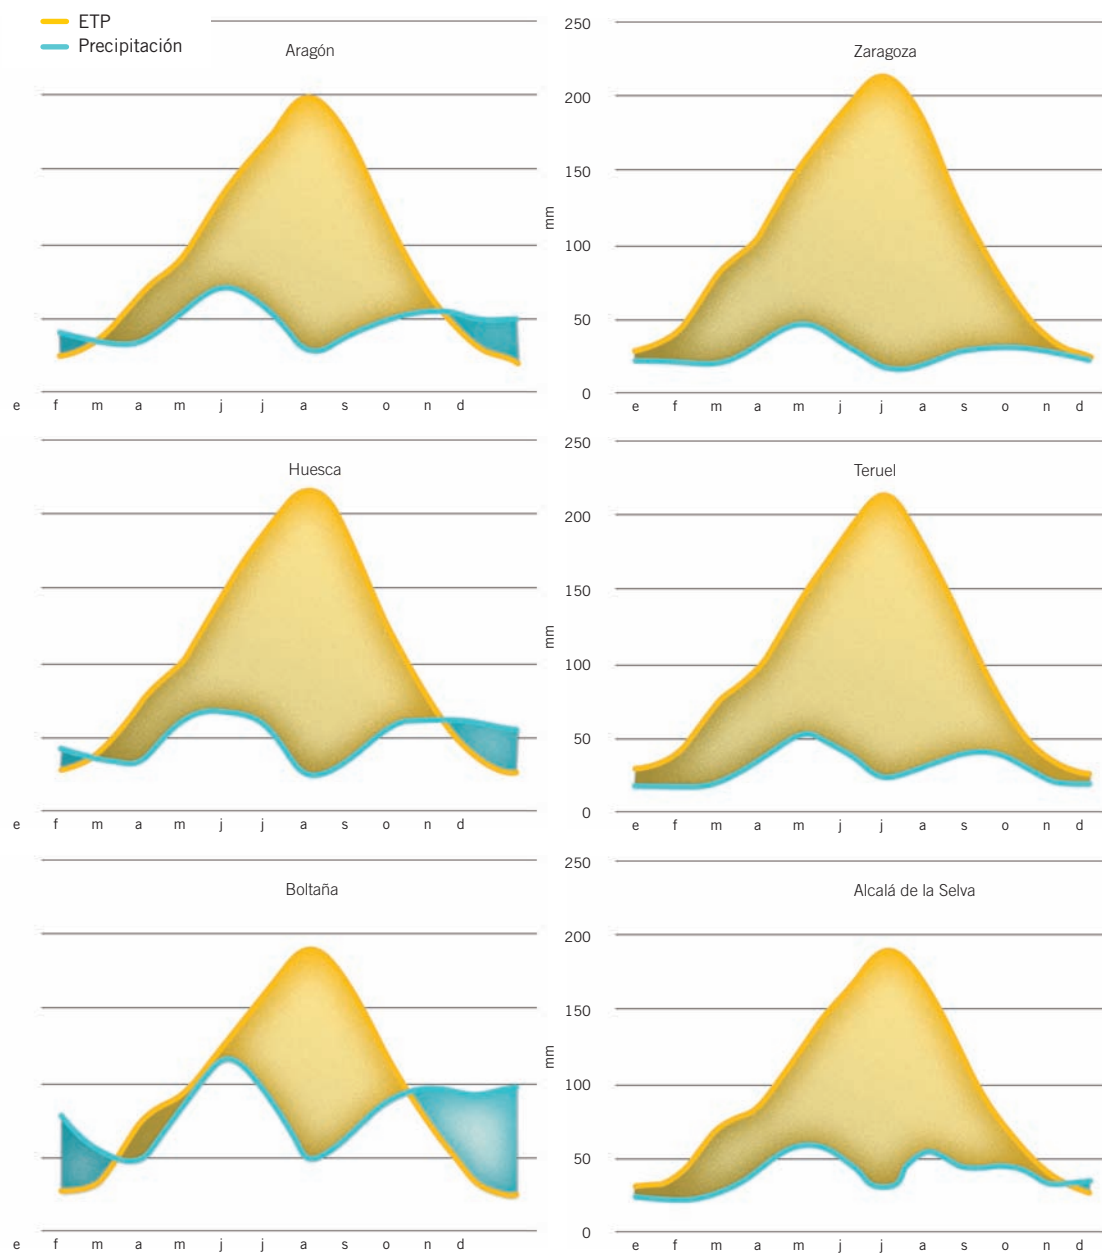 ETP
Precipitación
Aragón
e f m a m j j a s o n d
250
Zaragoza
200
150
mm
100
50
0
e f m a m j j a s o n d
Huesca
e f m a m j j a s o n d
250
Teruel
200
150
mm
100
50
0
e f m a m j j a s o n d
Boltaña
e f m a m j j a s o n d
250
Alcalá de la Selva
200
150
mm
100
50
0
e f m a m j j a s o n d